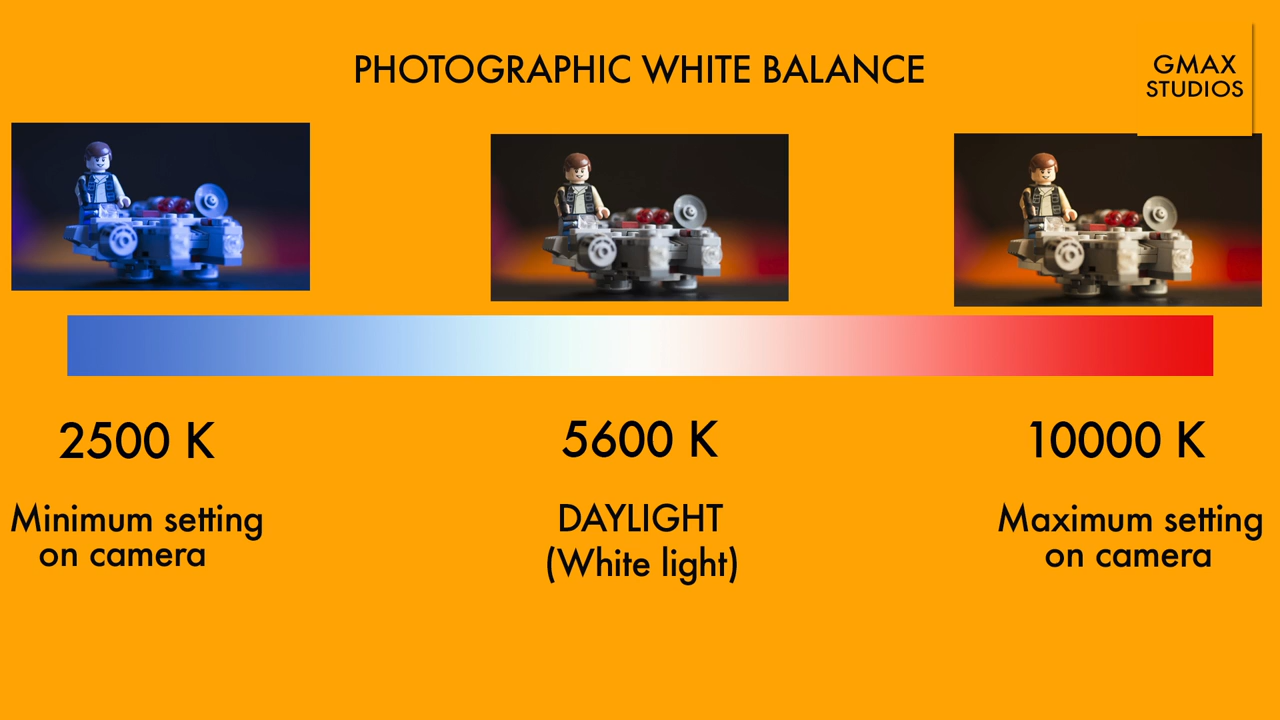 PHOTOGRAPHIC WHITE BALANCE
GMAX
STUDIOS
2500 K
5600 K
10000 K
Minimum setting
on camera
DAYLIGHT
(White light)
Maximum setting
on camera